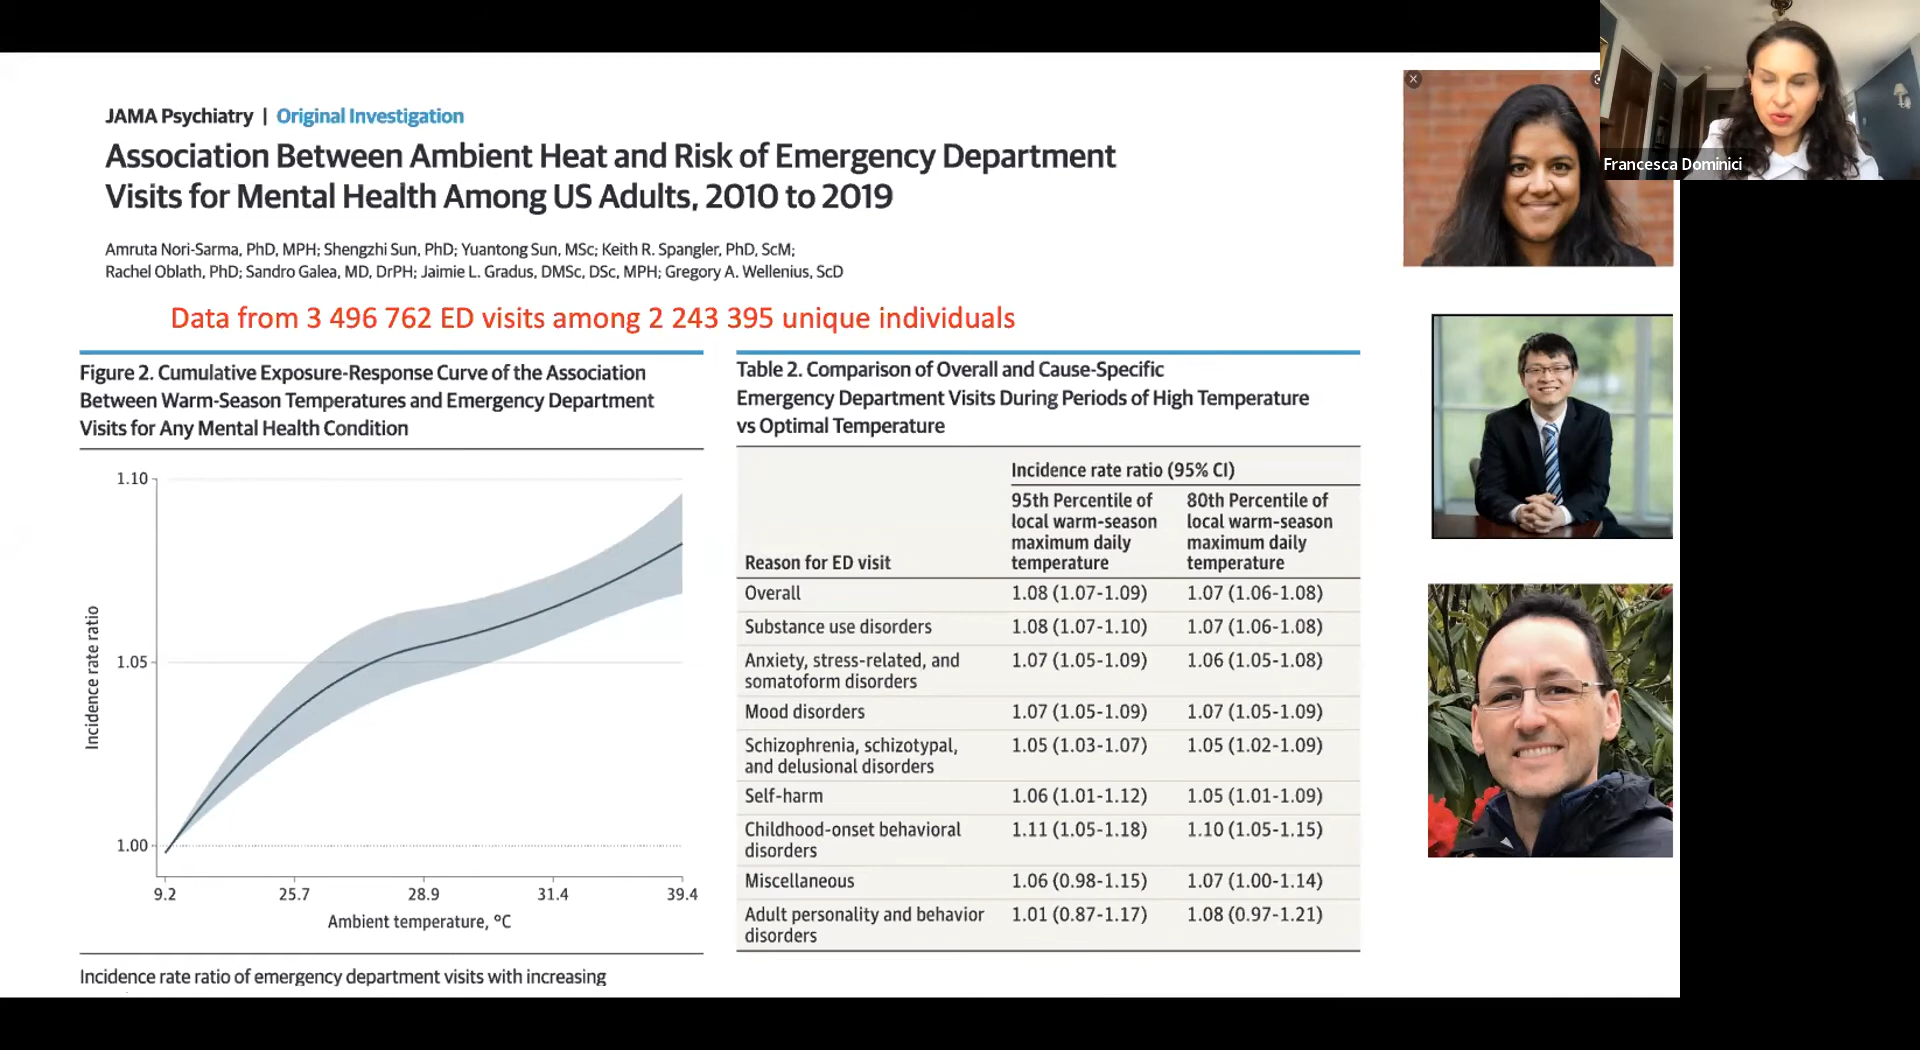 JAMA Psychiatry | Original Investigation
Association Between Ambient Heat and Risk of Emergency Department
Visits for Mental Health Among US Adults, 2010 to 2019
Amruta Nori-Sarma, PhD, MPH; Shengzhi Sun, PhD; Yuantong Sun, MSc; Keith R. Spangler, PhD, ScM;
Rachel Oblath, PhD; Sandro Galea, MD, DrPH; Jaimie L. Gradus, DMSc, DSc, MPH; Gregory A. Wellenius, ScD
Data from 3 496 762 ED visits among 2 243 395 unique individuals
Figure 2. Cumulative Exposure-Response Curve of the Association
Between Warm-Season Temperatures and Emergency Department
Visits for Any Mental Health Condition
1.10
1.05
1.00
Incidence rate ratio
9.2 25.7 28.9 31.4 39.4
Ambient temperature, °C
Incidence rate ratio of emergency department visits with increasing
Table 2. Comparison of Overall and Cause-Specific
Emergency Department Visits During Periods of High Temperature
vs Optimal Temperature
Incidence rate ratio (95% CI)
95th Percentile of 80th Percentile of
local warm-season local warm-season
maximum daily maximum daily
Reason for ED visit temperature temperature
Overall 1.08 (1.07-1.09) 1.07 (1.06-1.08)
Substance use disorders 1.08 (1.07-1.10) 1.07 (1.06-1.08)
Anxiety, stress-related, and 1.07 (1.05-1.09) 1.06 (1.05-1.08)
somatoform disorders
Mood disorders 1.07 (1.05-1.09) 1.07 (1.05-1.09)
Schizophrenia, schizotypal, 1.05 (1.03-1.07) 1.05 (1.02-1.09)
and delusional disorders
Self-harm 1.06 (1.01-1.12) 1.05 (1.01-1.09)
Childhood-onset behavioral 1.11 (1.05-1.18) 1.10 (1.05-1.15)
disorders
Miscellaneous 1.06 (0.98-1.15) 1.07 (1.00-1.14)
Adult personality and behavior 1.01 (0.87-1.17) 1.08 (0.97-1.21)
disorders
Francesca Dominici